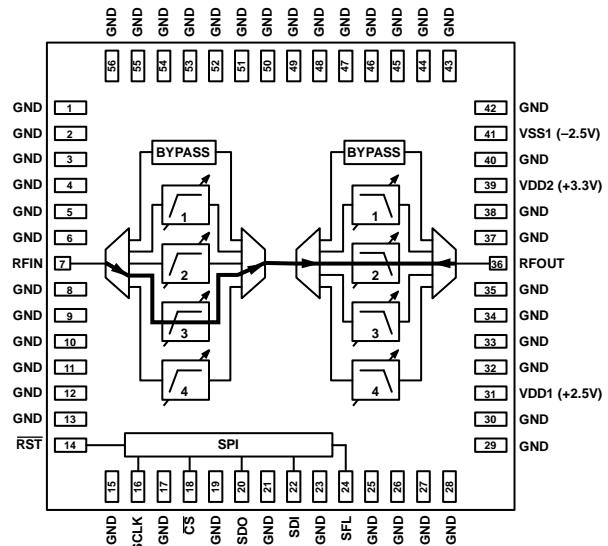 GND GND GND GND GND GND GND GND GND GND GND GND GND GND
56 55 54 53 52 51 50 49 48 47 46 45 44 43
GND 1 42 GND
GND 2 41 VSS1 (–2.5V)
GND 3 40 GND
GND 4 39 VDD2 (+3.3V)
GND 5 38 GND
GND 6 37 GND
RFIN 7 36 RFOUT
GND 8 35 GND
GND 9 34 GND
GND 10 33 GND
GND 11 32 GND
GND 12 31 VDD1 (+2.5V)
GND 13 30 GND
RST 14 29 GND
BYPASS BYPASS
1 1
2 2
3 3
4 4
SPI
15 16 17 18 19 20 21 22 23 24 25 26 27 28
GND SCLK GND CS GND SDO GND SDI GND SFL GND GND GND GND